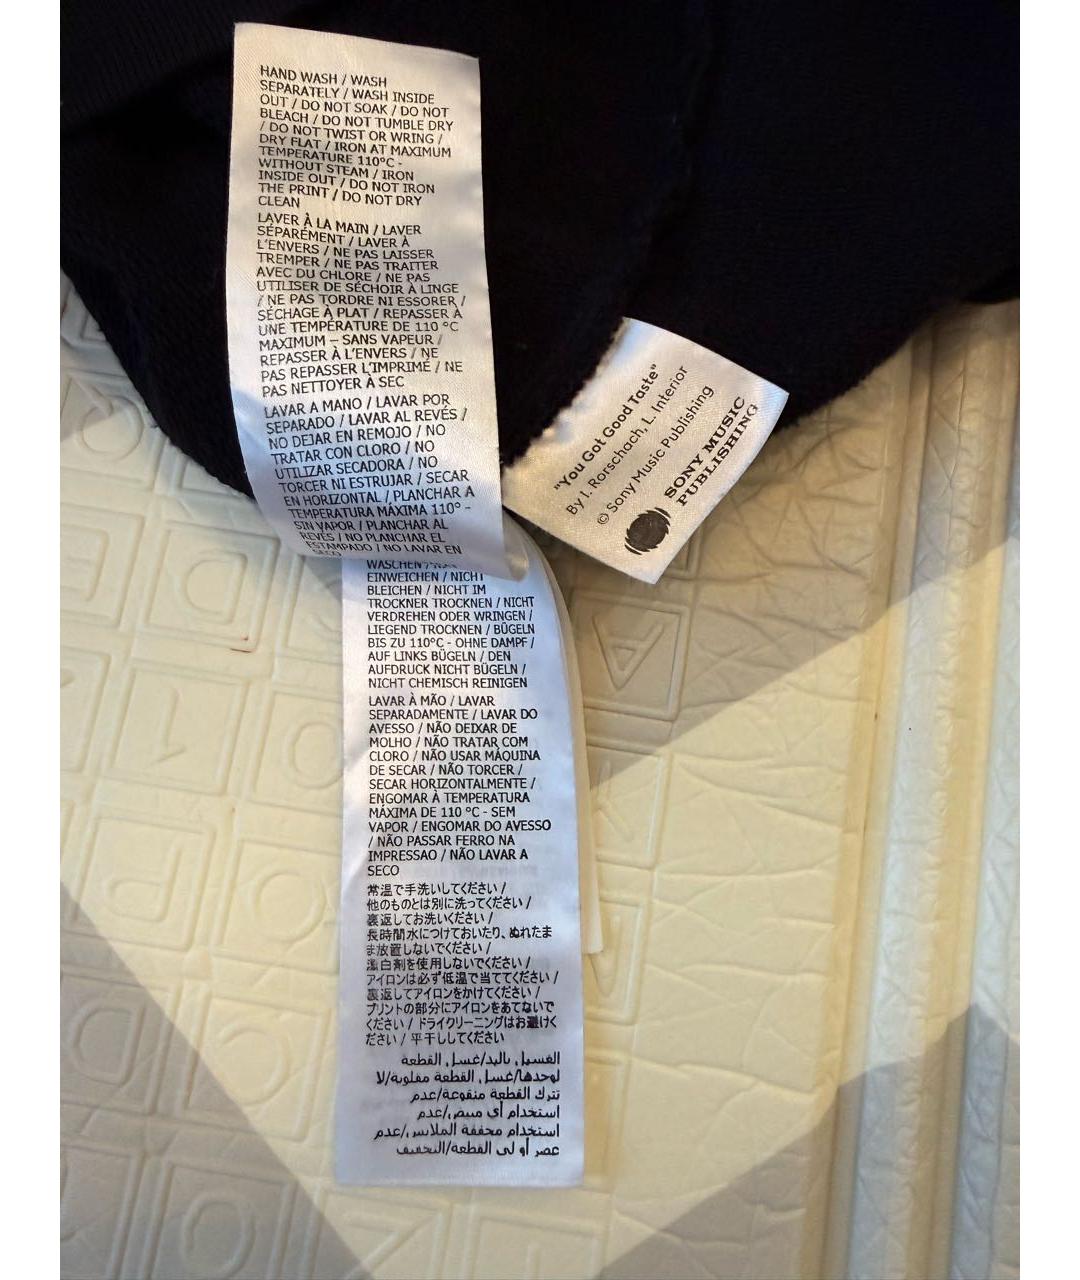 HAND WASH / WASH
SEPARATELY / WASH INSIDE
OUT / DO NOT SOAK / DO NOT
BLEACH / DO NOT TUMBLE DRY
/ DO NOT TWIST OR WRING /
DRY FLAT / IRON AT MAXIMUM
TEMPERATURE 110ºC -
WITHOUT STEAM / IRON
INSIDE OUT / DO NOT IRON
THE PRINT / DO NOT DRY
CLEAN
LAVER À LA MAIN / LAVER
SÉPARÉMENT / LAVER À
L'ENVERS / NE PAS LAISSER
TREMPER / NE PAS TRAITER
AVEC DU CHLORE / NE PAS
UTILISER DE SÉCHOIR À LINGE
/ NE PAS TORDRE NI ESSORER /
SÉCHAGE À PLAT / REPASSER À
UNE TEMPÉRATURE DE 110 ºC
MAXIMUM – SANS VAPEUR /
REPASSER À L'ENVERS / NE
PAS REPASSER L'IMPRIMÉ / NE
PAS NETTOYER À SEC
LAVAR A MANO / LAVAR POR
SEPARADO / LAVAR AL REVÉS /
NO DEJAR EN REMOJO / NO
TRATAR CON CLORO / NO
UTILIZAR SECADORA / NO
TORCER NI ESTRUJAR / SECAR
EN HORIZONTAL / PLANCHAR A
TEMPERATURA MÁXIMA 110º -
SIN VAPOR / PLANCHAR AL
REVÉS / NO PLANCHAR EL
ESTAMPADO / NO LAVAR EN
SECO
"You Got Good Taste"
By I. Rorschach, L. Interior
© Sony Music Publishing
SONY MUSIC
PUBLISHING
WASCHEN /
EINWEICHEN / NICHT
BLEICHEN / NICHT IM
TROCKNER TROCKNEN / NICHT
VERDREHEN ODER WRINGEN /
LIEGEND TROCKNEN / BÜGELN
BIS ZU 110ºC - OHNE DAMPF /
AUF LINKS BÜGELN / DEN
AUFDRUCK NICHT BÜGELN /
NICHT CHEMISCH REINIGEN
LAVAR À MÃO / LAVAR
SEPARADAMENTE / LAVAR DO
AVESSO / NÃO DEIXAR DE
MOLHO / NÃO TRATAR COM
CLORO / NÃO USAR MÁQUINA
DE SECAR / NÃO TORCER /
SECAR HORIZONTALMENTE /
ENGOMAR À TEMPERATURA
MÁXIMA DE 110 ºC - SEM
VAPOR / ENGOMAR DO AVESSO
/ NÃO PASSAR FERRO NA
IMPRESSAO / NÃO LAVAR A
SECO
常温で手洗いしてください /
他のものとは別に洗ってください /
裏返してお洗いください /
長時間水につけておいたり、ぬれたま
ま放置しないでください /
漂白剤を使用しないでください /
アイロンは必ず低温で当ててください /
裏返してアイロンをかけてください /
プリントの部分にアイロンをあてないで
ください / ドライクリーニングはお避けく
ださい / 平干ししてください
الغسيل باليد/غسل القطعة
لوحدها/غسل القطعة مقلوبة/لا
تترك القطعة منقوعة/عدم
استخدام أي مبيض/عدم
استخدام مجففة الملابس/عدم
عصر أو لي القطعة/التجفيف